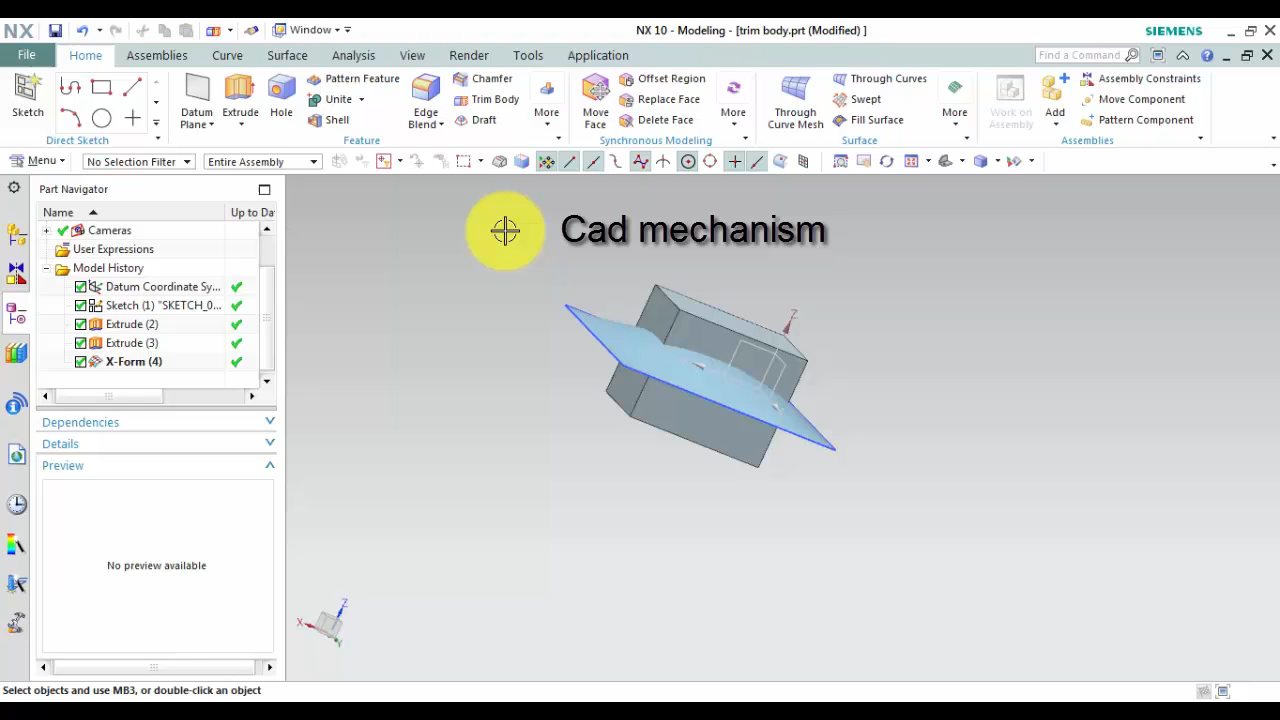 NX
Window
NX 10 - Modeling - [trim body.prt (Modified) ]
SIEMENS
File Home Assemblies Curve Surface Analysis View Render Tools Application
Find a Command
Sketch
Direct Sketch
Datum Plane
Extrude
Hole
Pattern Feature
Unite
Shell
Edge Blend
Chamfer
Trim Body
Draft
More
Feature
Move Face
Offset Region
Replace Face
Delete Face
More
Synchronous Modeling
Through Curve Mesh
Through Curves
Swept
Fill Surface
More
Surface
Work on Assembly
Add
Assembly Constraints
Move Component
Pattern Component
Assemblies
Menu
No Selection Filter
Entire Assembly
Part Navigator
Name Up to Da
Cameras
User Expressions
Model History
Datum Coordinate Sy...
Sketch (1) "SKETCH_0...
Extrude (2)
Extrude (3)
X-Form (4)
Dependencies
Details
Preview
No preview available
Cad mechanism
Z
Z
X
Y
Select objects and use MB3, or double-click an object